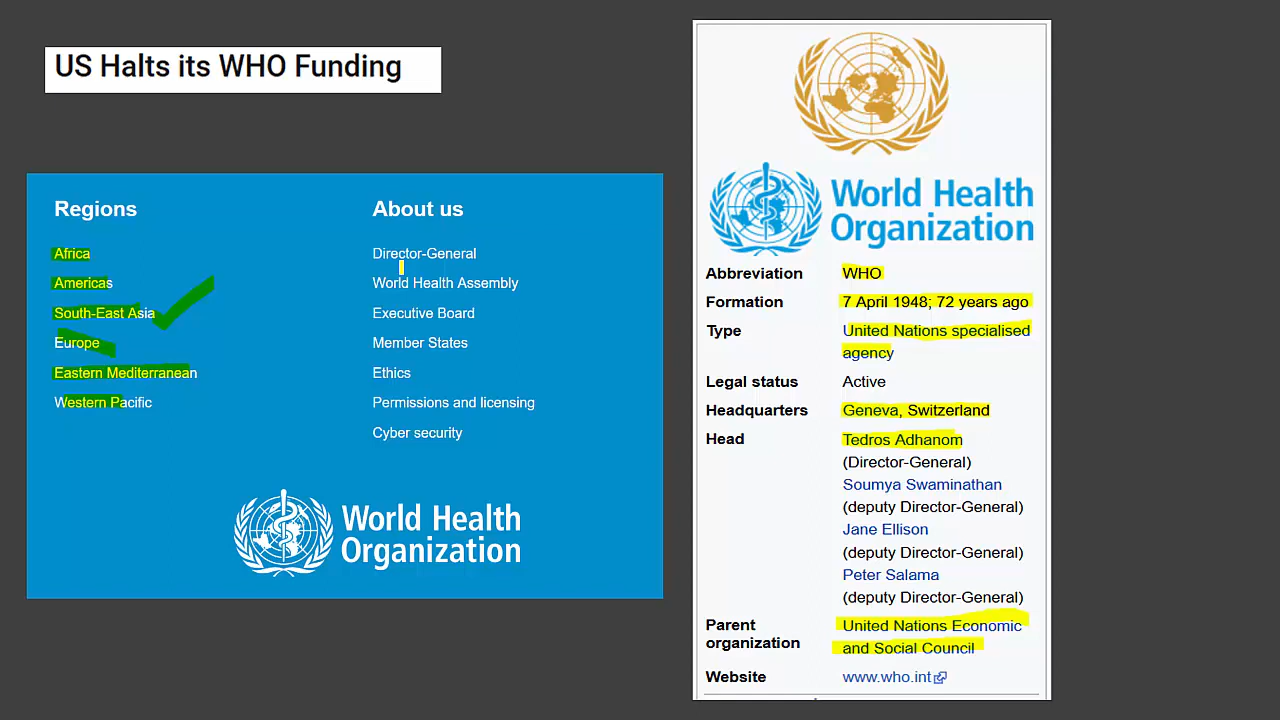 US Halts its WHO Funding
Regions
Africa
Americas
South-East Asia
Europe
Eastern Mediterranean
Western Pacific
About us
Director-General
World Health Assembly
Executive Board
Member States
Ethics
Permissions and licensing
Cyber security
World Health
Organization
World Health
Organization
Abbreviation WHO
Formation 7 April 1948; 72 years ago
Type United Nations specialised
agency
Legal status Active
Headquarters Geneva, Switzerland
Head Tedros Adhanom
(Director-General)
Soumya Swaminathan
(deputy Director-General)
Jane Ellison
(deputy Director-General)
Peter Salama
(deputy Director-General)
Parent organization United Nations Economic
and Social Council
Website www.who.int